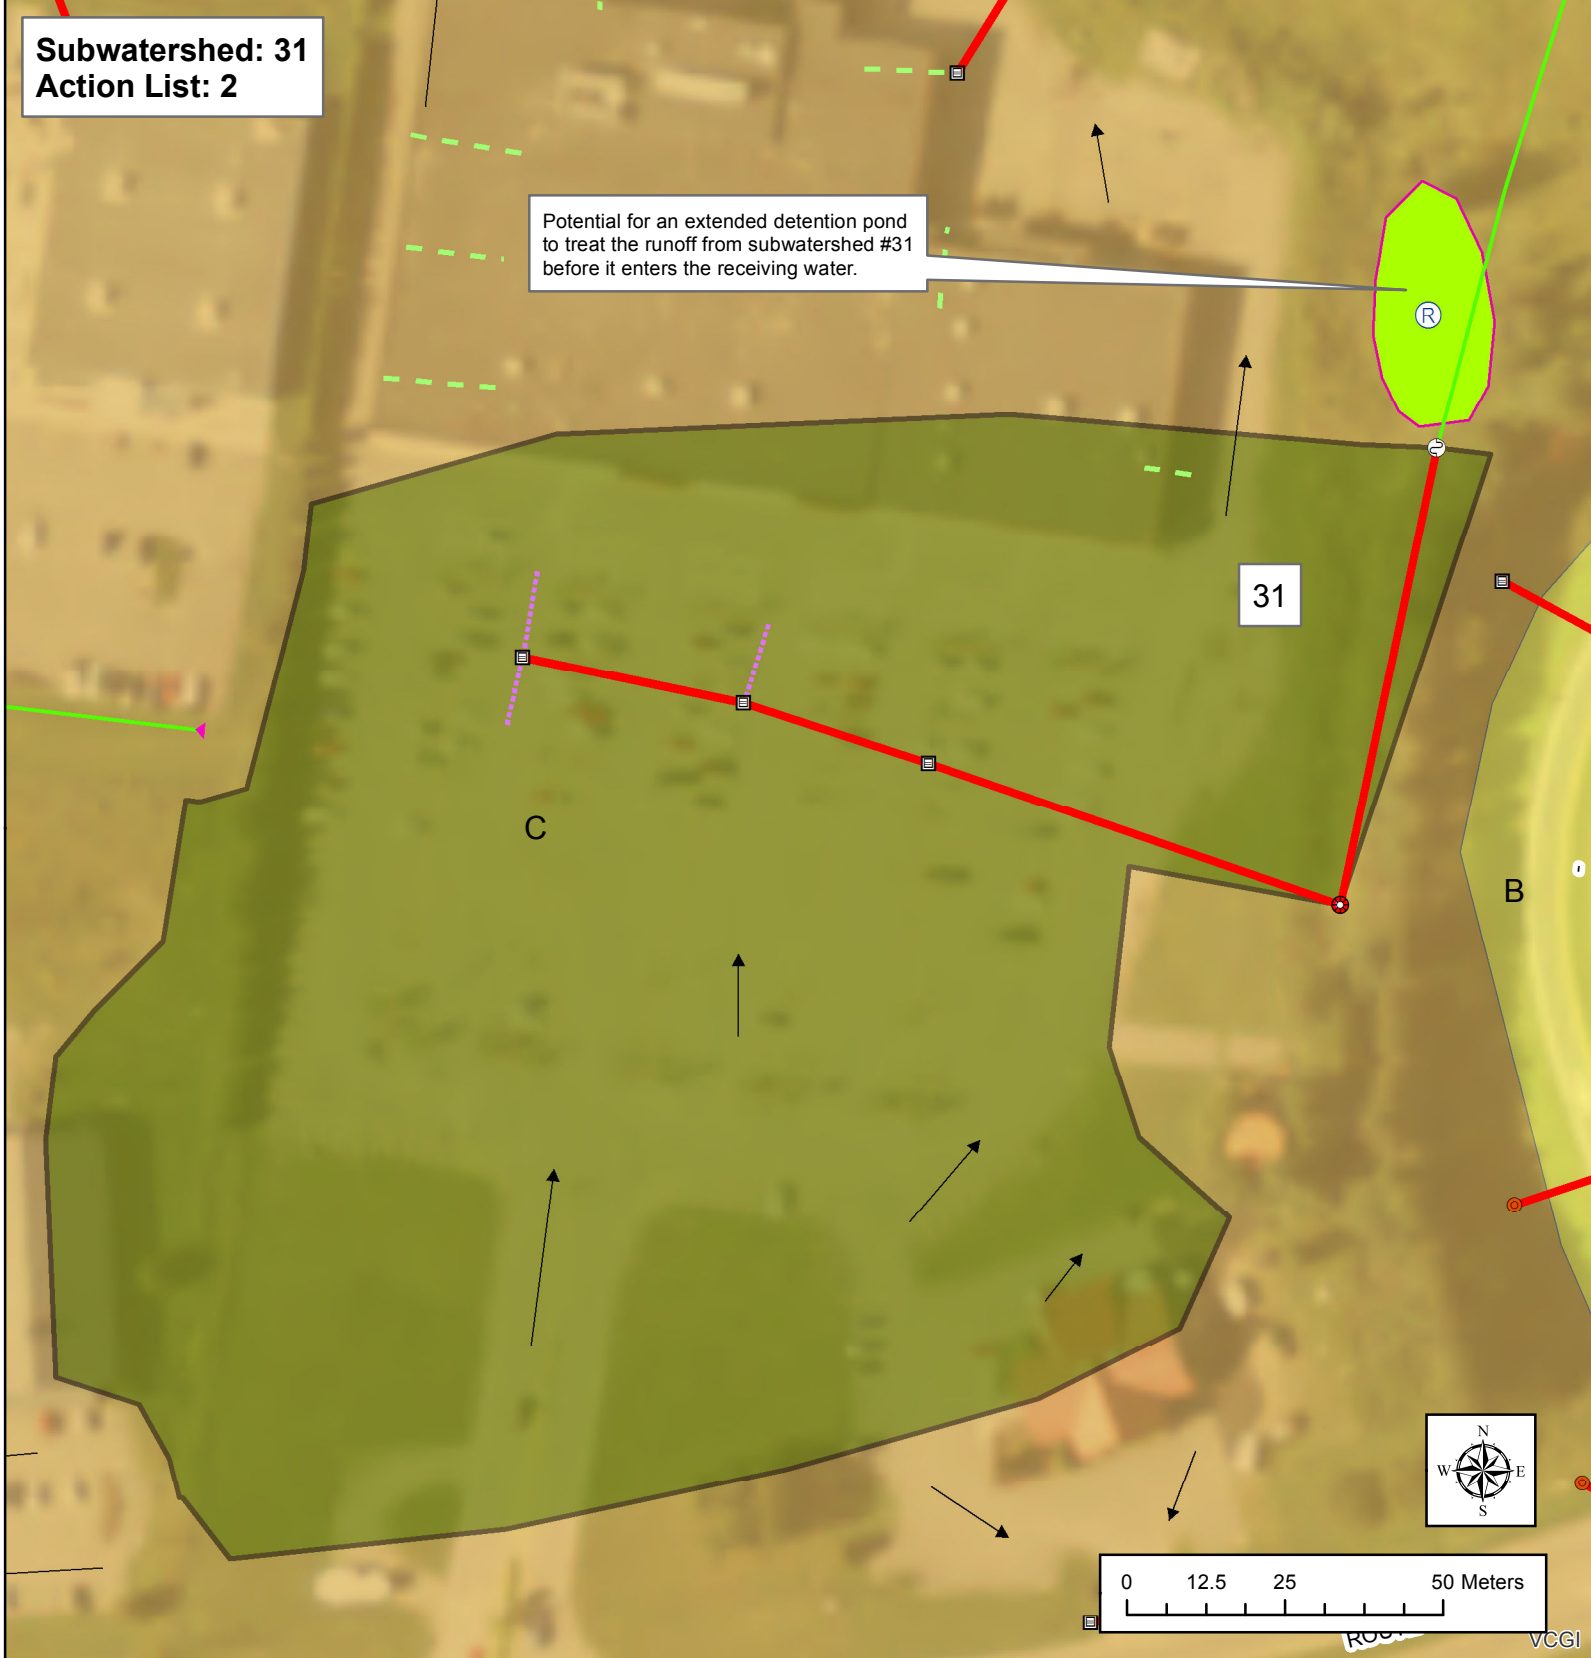 Subwatershed: 31
Action List: 2
Potential for an extended detention pond
to treat the runoff from subwatershed #31
before it enters the receiving water.
R
31
C
B
N
W E
S
0 12.5 25 50 Meters
VCGI